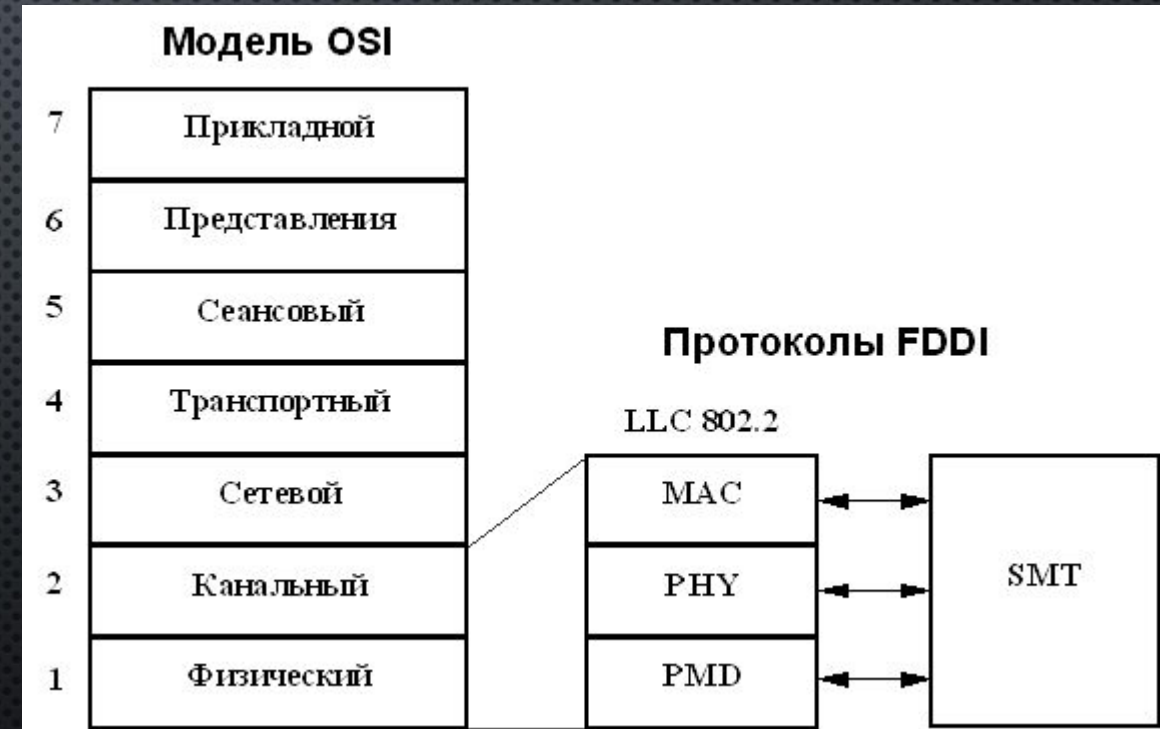 Модель OSI
7 Прикладной
6 Представления
5 Сеансовый
4 Транспортный
3 Сетевой
2 Канальный
1 Физический
Протоколы FDDI
LLC 802.2
MAC
PHY
PMD
SMT